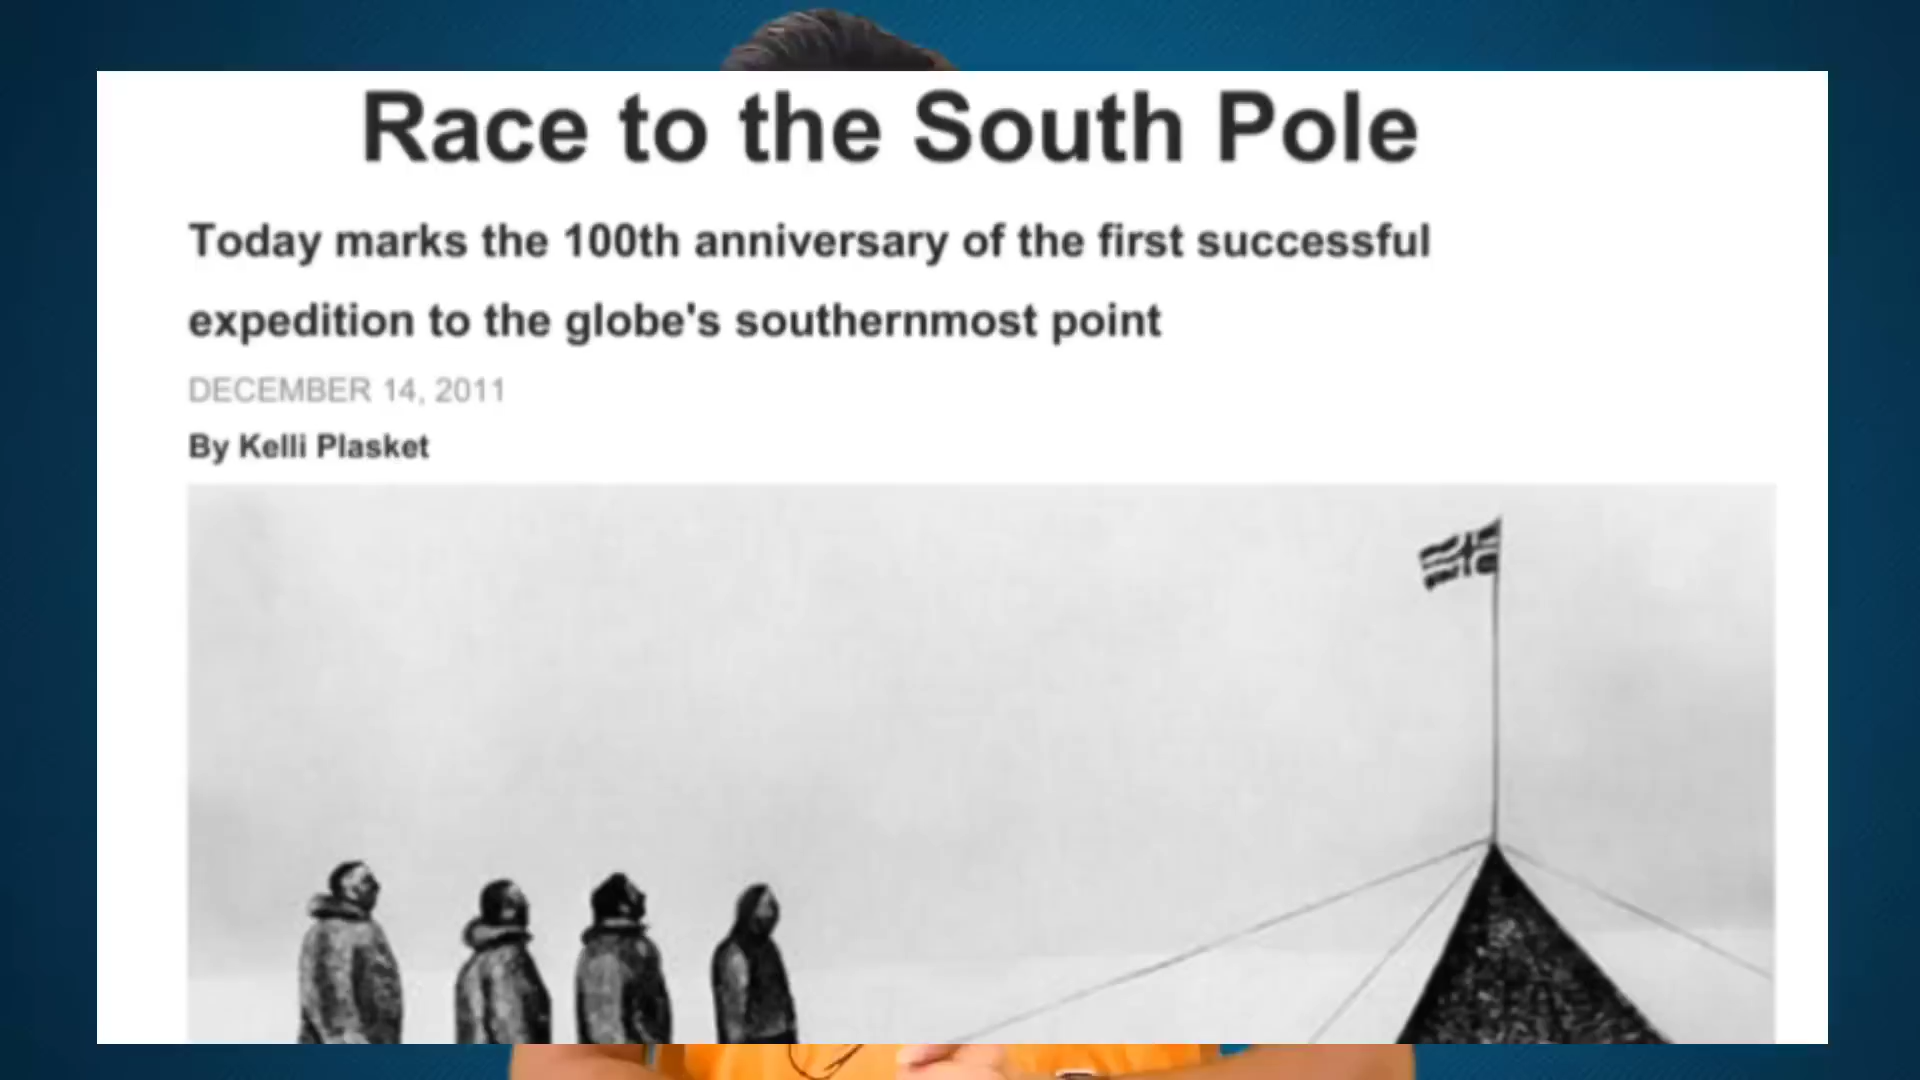 Race to the South Pole
Today marks the 100th anniversary of the first successful
expedition to the globe's southernmost point
DECEMBER 14, 2011
By Kelli Plasket